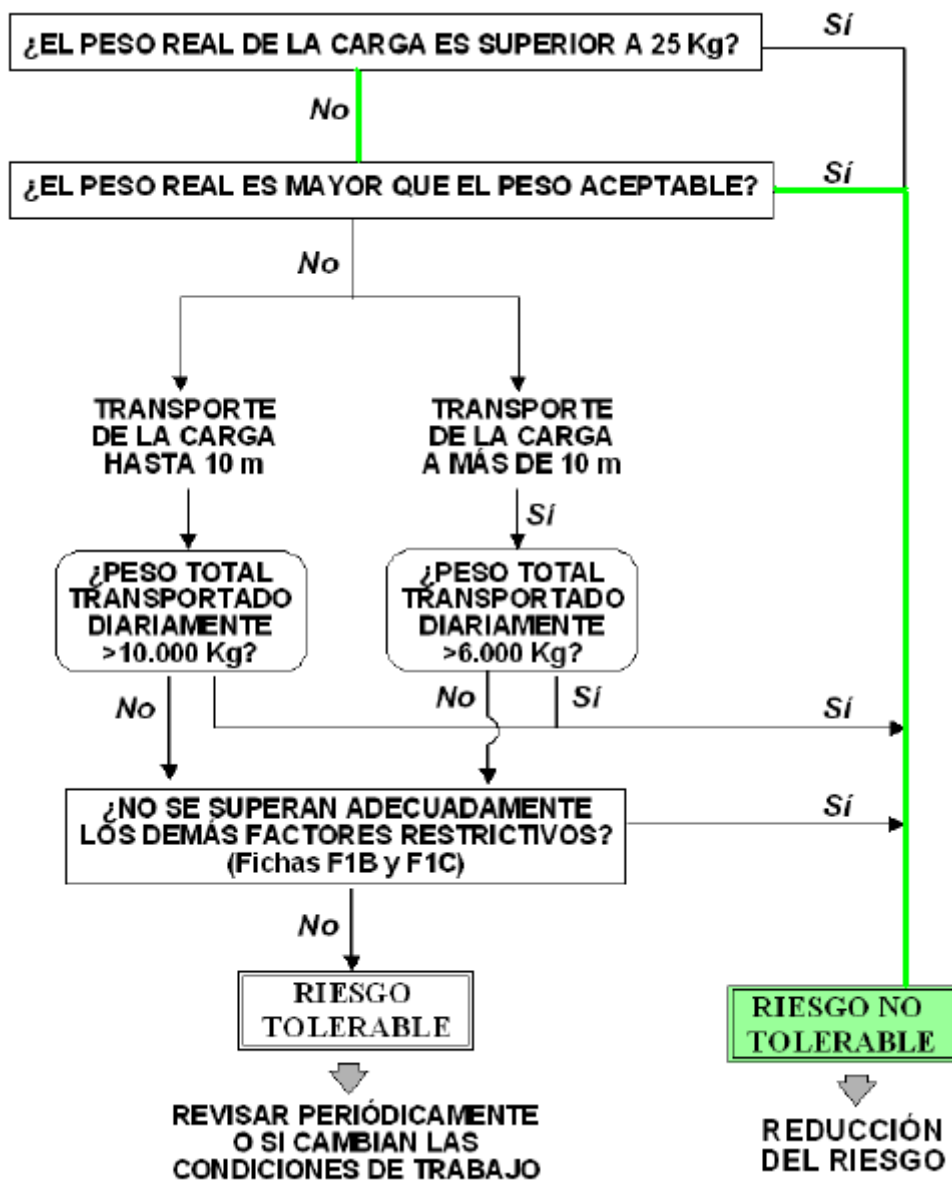 ¿EL PESO REAL DE LA CARGA ES SUPERIOR A 25 Kg?
Sí
No
¿EL PESO REAL ES MAYOR QUE EL PESO ACEPTABLE?
Sí
No
TRANSPORTE
DE LA CARGA
HASTA 10 m
TRANSPORTE
DE LA CARGA
A MÁS DE 10 m
Sí
¿PESO TOTAL
TRANSPORTADO
DIARIAMENTE
>10.000 Kg?
¿PESO TOTAL
TRANSPORTADO
DIARIAMENTE
>6.000 Kg?
No
No
Sí
Sí
¿NO SE SUPERAN ADECUADAMENTE
LOS DEMÁS FACTORES RESTRICTIVOS?
(Fichas F1B y F1C)
Sí
No
RIESGO
TOLERABLE
RIESGO NO
TOLERABLE
REVISAR PERIÓDICAMENTE
O SI CAMBIAN LAS
CONDICIONES DE TRABAJO
REDUCCIÓN
DEL RIESGO